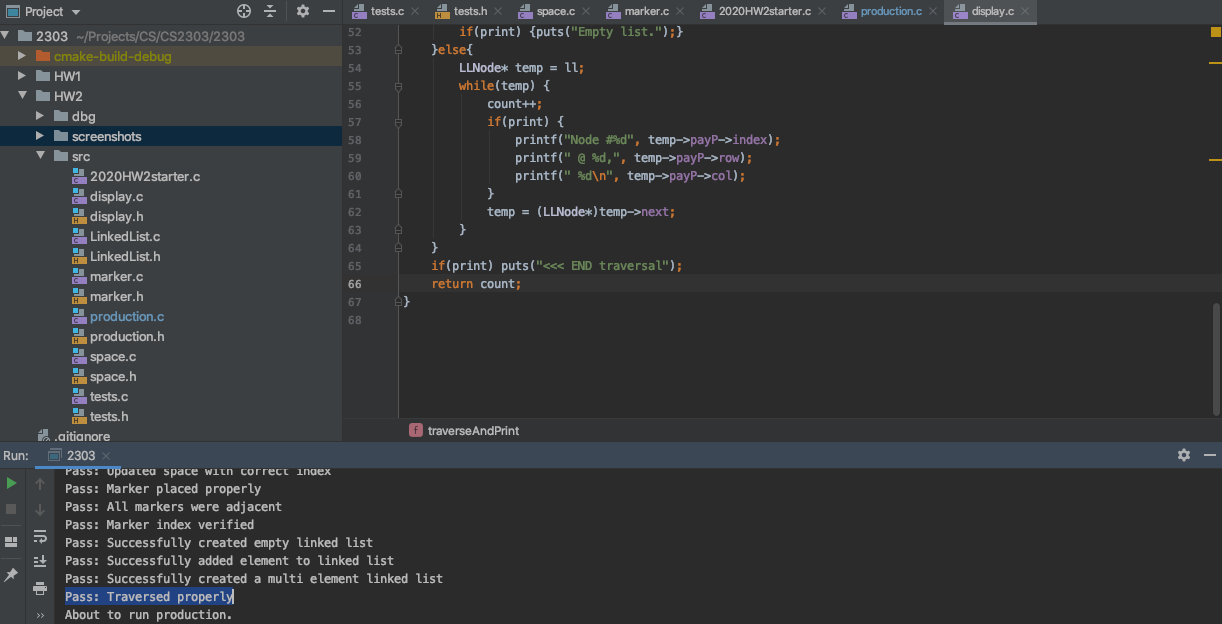 Project
tests.c
tests.h
space.c
marker.c
2020HW2starter.c
production.c
display.c
2303 ~/Projects/CS/CS2303/2303
cmake-build-debug
HW1
HW2
dbg
screenshots
src
2020HW2starter.c
display.c
display.h
LinkedList.c
LinkedList.h
marker.c
marker.h
production.c
production.h
space.c
space.h
tests.c
tests.h
.gitignore
52 if(print) {puts("Empty list.");}
53 }else{
54 LLNode* temp = ll;
55 while(temp) {
56 count++;
57 if(print) {
58 printf("Node #%d", temp->payP->index);
59 printf(" @ %d,", temp->payP->row);
60 printf(" %d\n", temp->payP->col);
61 }
62 temp = (LLNode*)temp->next;
63 }
64 }
65 if(print) puts("<<< END traversal");
66 return count;
67 }
68
f traverseAndPrint
Run: 2303
Pass: Updated space with correct index
Pass: Marker placed properly
Pass: All markers were adjacent
Pass: Marker index verified
Pass: Successfully created empty linked list
Pass: Successfully added element to linked list
Pass: Successfully created a multi element linked list
Pass: Traversed properly
About to run production.